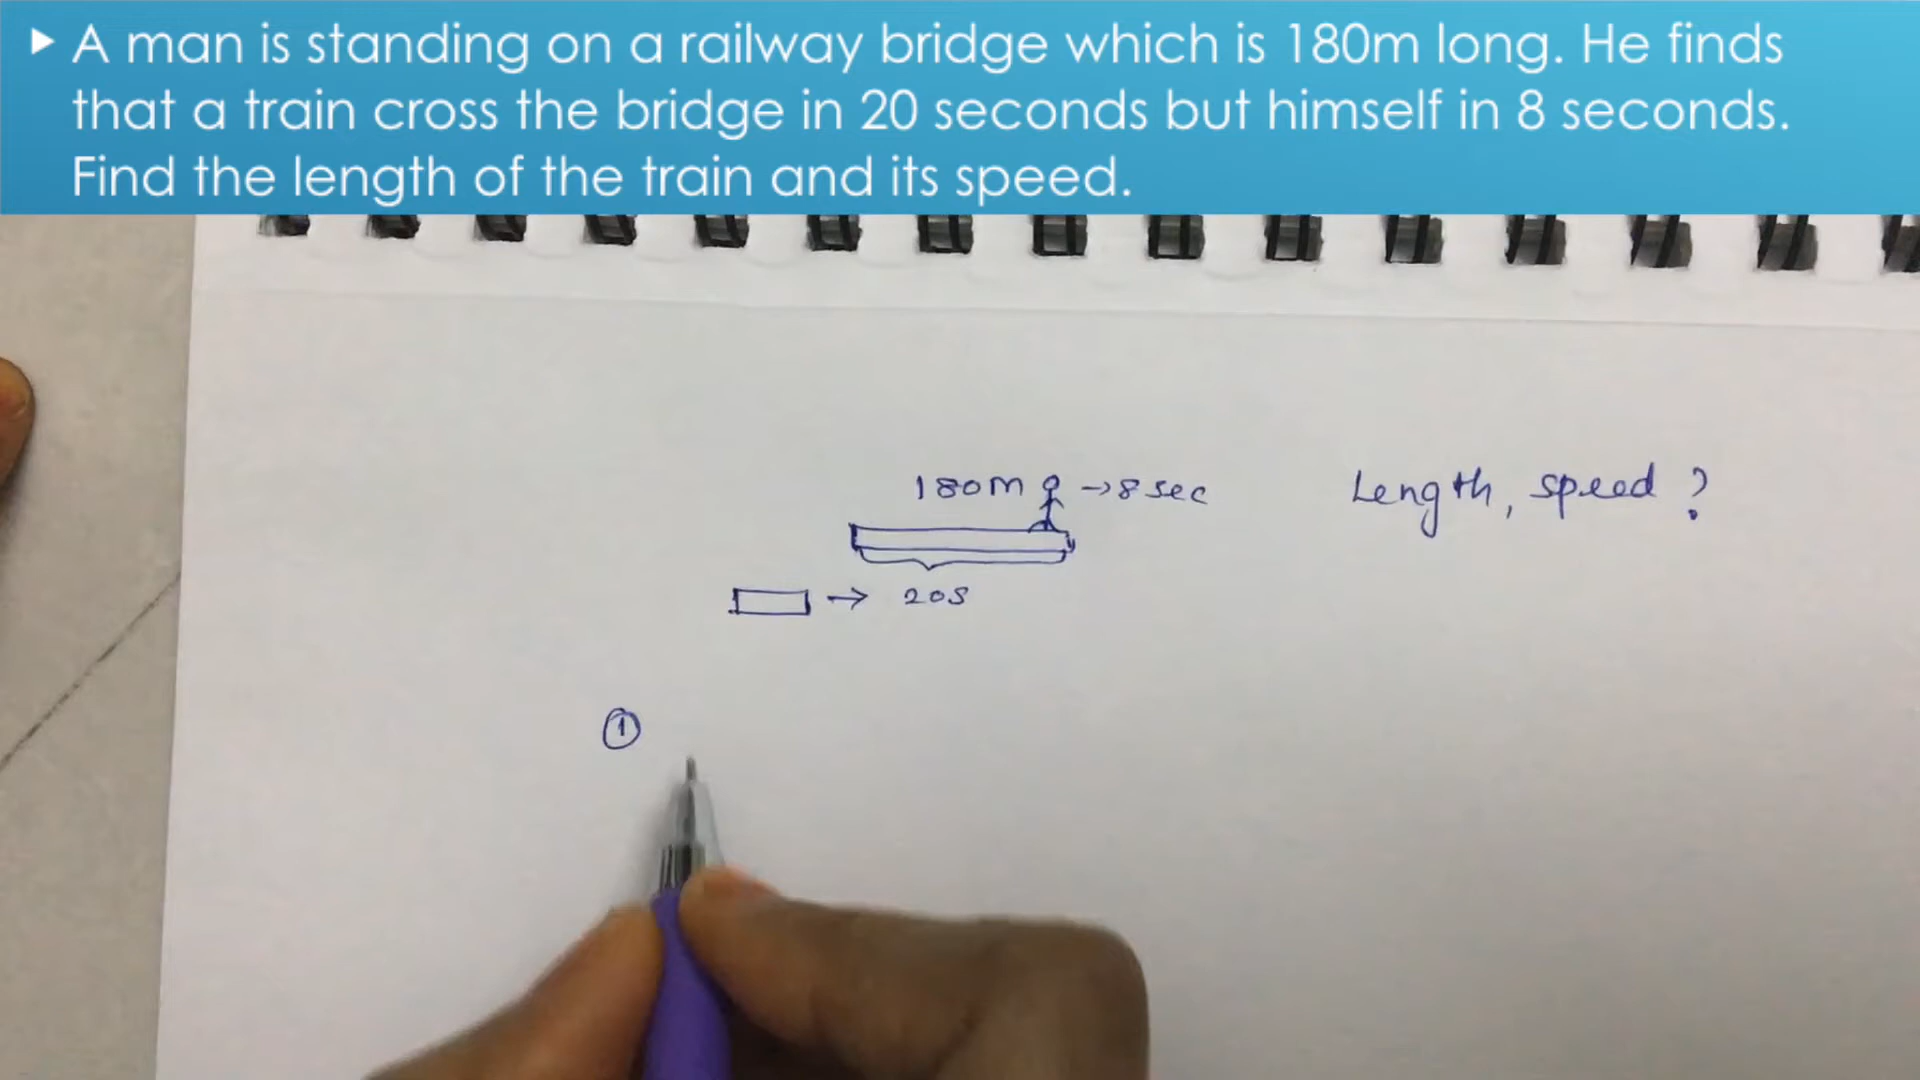 A man is standing on a railway bridge which is 180m long. He finds
that a train cross the bridge in 20 seconds but himself in 8 seconds.
Find the length of the train and its speed.
180m → 8 sec
Length, speed ?
→ 20s
①